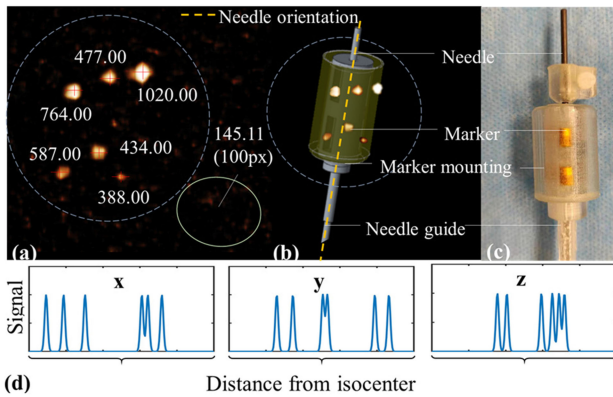 Needle orientation
477.00
1020.00
764.00
587.00
434.00
388.00
145.11
(100px)
Needle
Marker
Marker mounting
Needle guide
(a)
(b)
(c)
x
y
z
Signal
(d)
Distance from isocenter